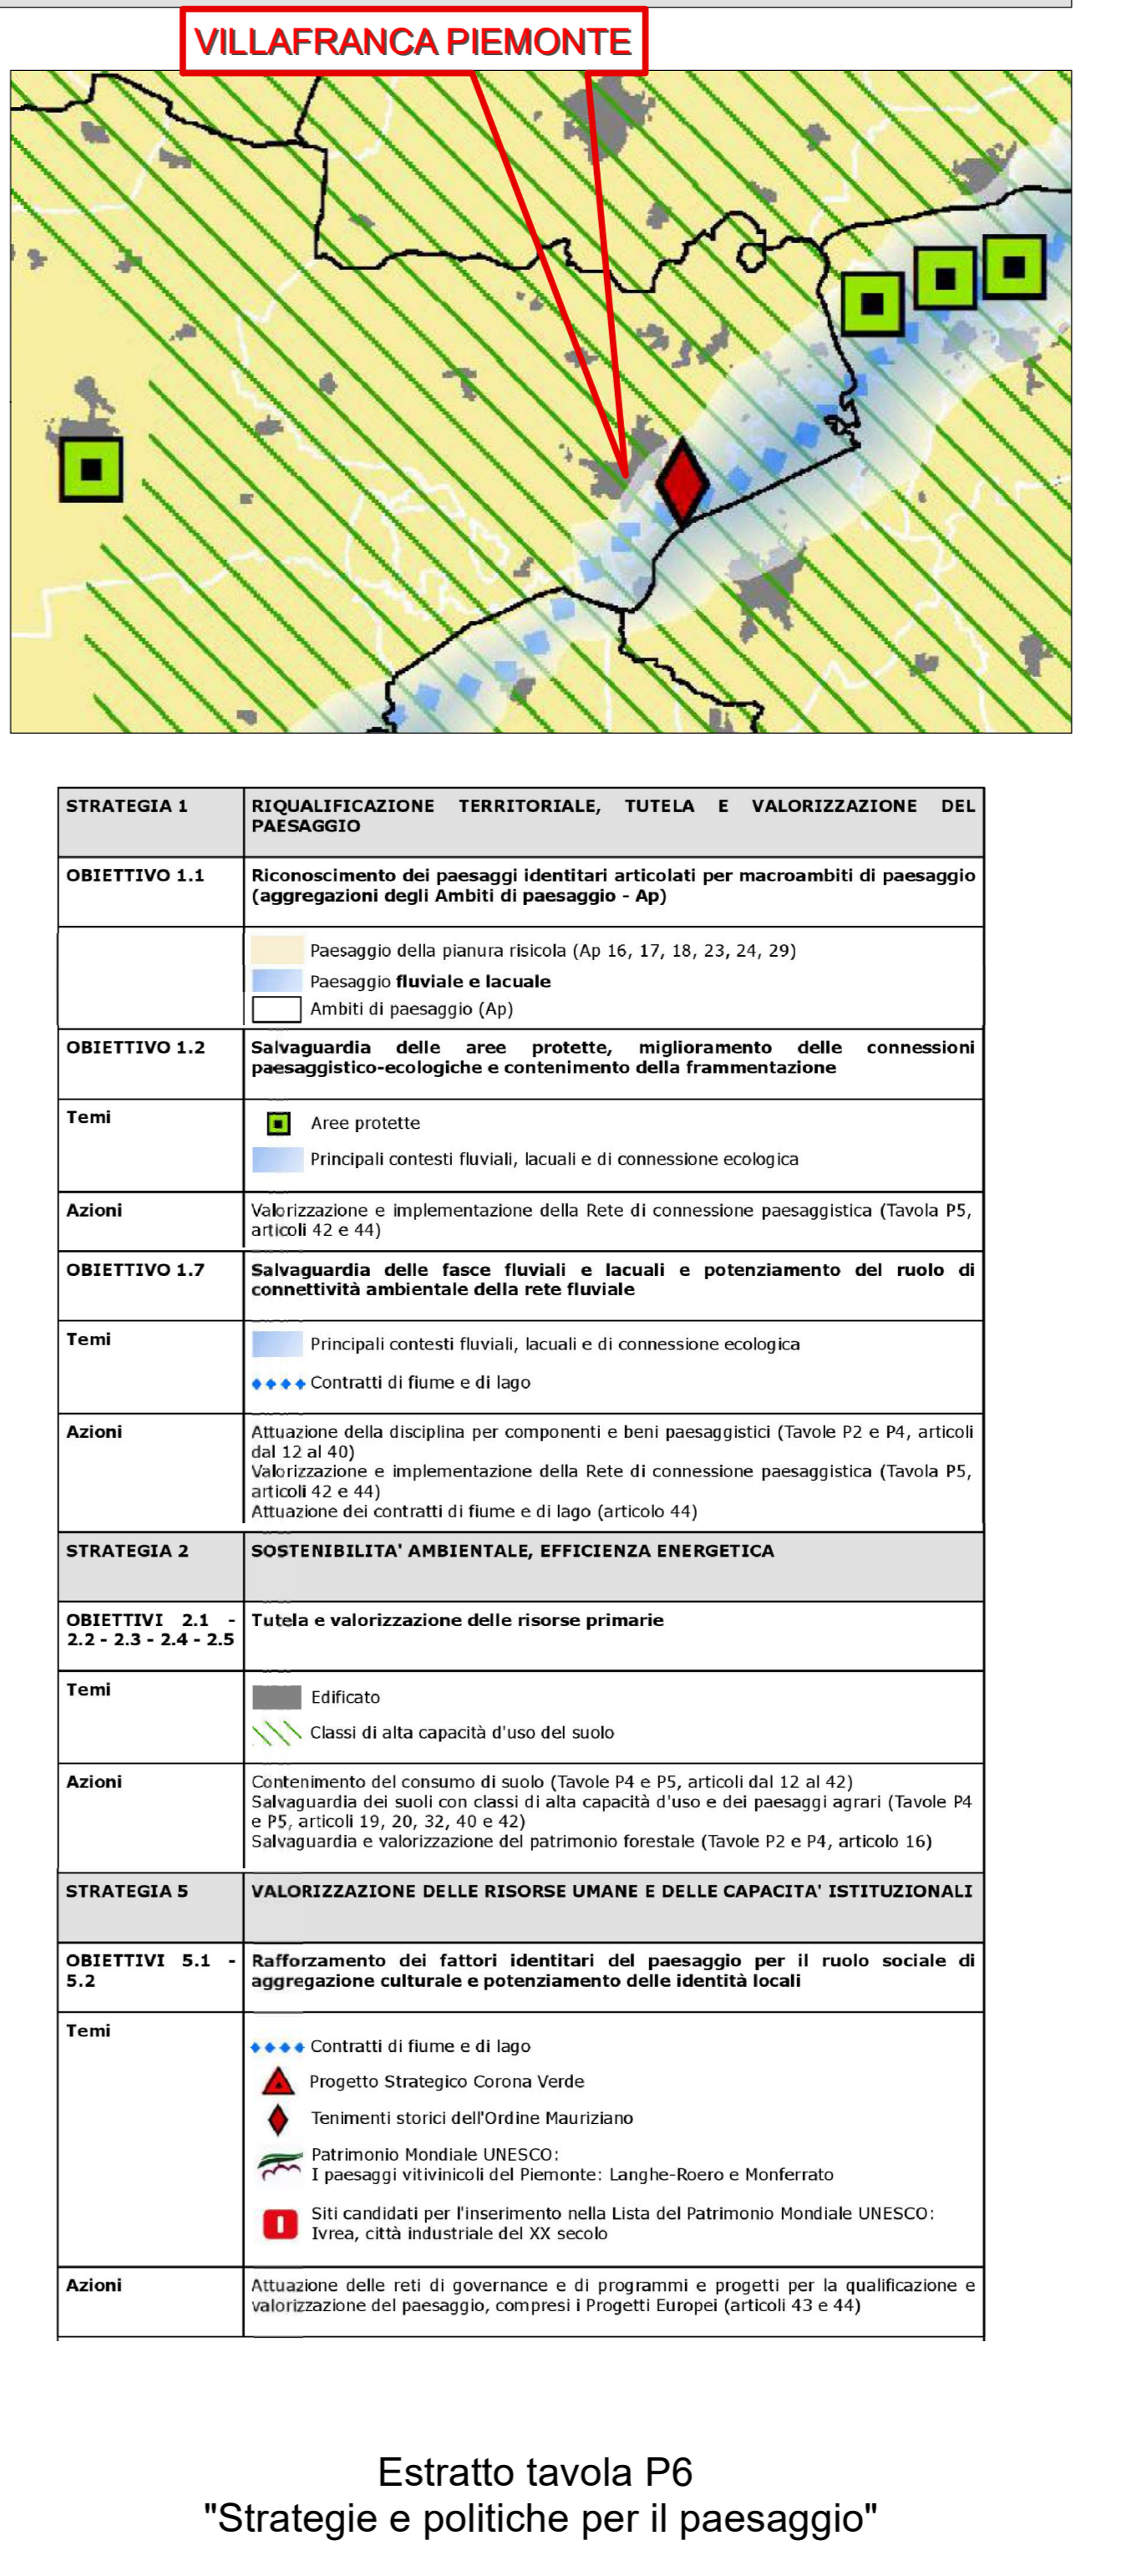 VILLAFRANCA PIEMONTE
STRATEGIA 1
RIQUALIFICAZIONE TERRITORIALE, TUTELA E VALORIZZAZIONE DEL
PAESAGGIO
OBIETTIVO 1.1
Riconoscimento dei paesaggi identitari articolati per macroambiti di paesaggio
(aggregazioni degli Ambiti di paesaggio - Ap)
Paesaggio della pianura risicola (Ap 16, 17, 18, 23, 24, 29)
Paesaggio fluviale e lacuale
Ambiti di paesaggio (Ap)
OBIETTIVO 1.2
Salvaguardia delle aree protette, miglioramento delle connessioni
paesaggistico-ecologiche e contenimento della frammentazione
Temi
Aree protette
Principali contesti fluviali, lacuali e di connessione ecologica
Azioni
Valorizzazione e implementazione della Rete di connessione paesaggistica (Tavola P5,
articoli 42 e 44)
OBIETTIVO 1.7
Salvaguardia delle fasce fluviali e lacuali e potenziamento del ruolo di
connettività ambientale della rete fluviale
Temi
Principali contesti fluviali, lacuali e di connessione ecologica
Contratti di fiume e di lago
Azioni
Attuazione della disciplina per componenti e beni paesaggistici (Tavole P2 e P4, articoli
dal 12 al 40)
Valorizzazione e implementazione della Rete di connessione paesaggistica (Tavola P5,
articoli 42 e 44)
Attuazione dei contratti di fiume e di lago (articolo 44)
STRATEGIA 2
SOSTENIBILITA' AMBIENTALE, EFFICIENZA ENERGETICA
OBIETTIVI 2.1 -
2.2 - 2.3 - 2.4 - 2.5
Tutela e valorizzazione delle risorse primarie
Temi
Edificato
Classi di alta capacità d'uso del suolo
Azioni
Contenimento del consumo di suolo (Tavole P4 e P5, articoli dal 12 al 42)
Salvaguardia dei suoli con classi di alta capacità d'uso e dei paesaggi agrari (Tavole P4
e P5, articoli 19, 20, 32, 40 e 42)
Salvaguardia e valorizzazione del patrimonio forestale (Tavole P2 e P4, articolo 16)
STRATEGIA 5
VALORIZZAZIONE DELLE RISORSE UMANE E DELLE CAPACITA' ISTITUZIONALI
OBIETTIVI 5.1 -
5.2
Rafforzamento dei fattori identitari del paesaggio per il ruolo sociale di
aggregazione culturale e potenziamento delle identità locali
Temi
Contratti di fiume e di lago
Progetto Strategico Corona Verde
Tenimenti storici dell'Ordine Mauriziano
Patrimonio Mondiale UNESCO:
I paesaggi vitivinicoli del Piemonte: Langhe-Roero e Monferrato
Siti candidati per l'inserimento nella Lista del Patrimonio Mondiale UNESCO:
Ivrea, città industriale del XX secolo
Azioni
Attuazione delle reti di governance e di programmi e progetti per la qualificazione e
valorizzazione del paesaggio, compresi i Progetti Europei (articoli 43 e 44)
Estratto tavola P6
"Strategie e politiche per il paesaggio"